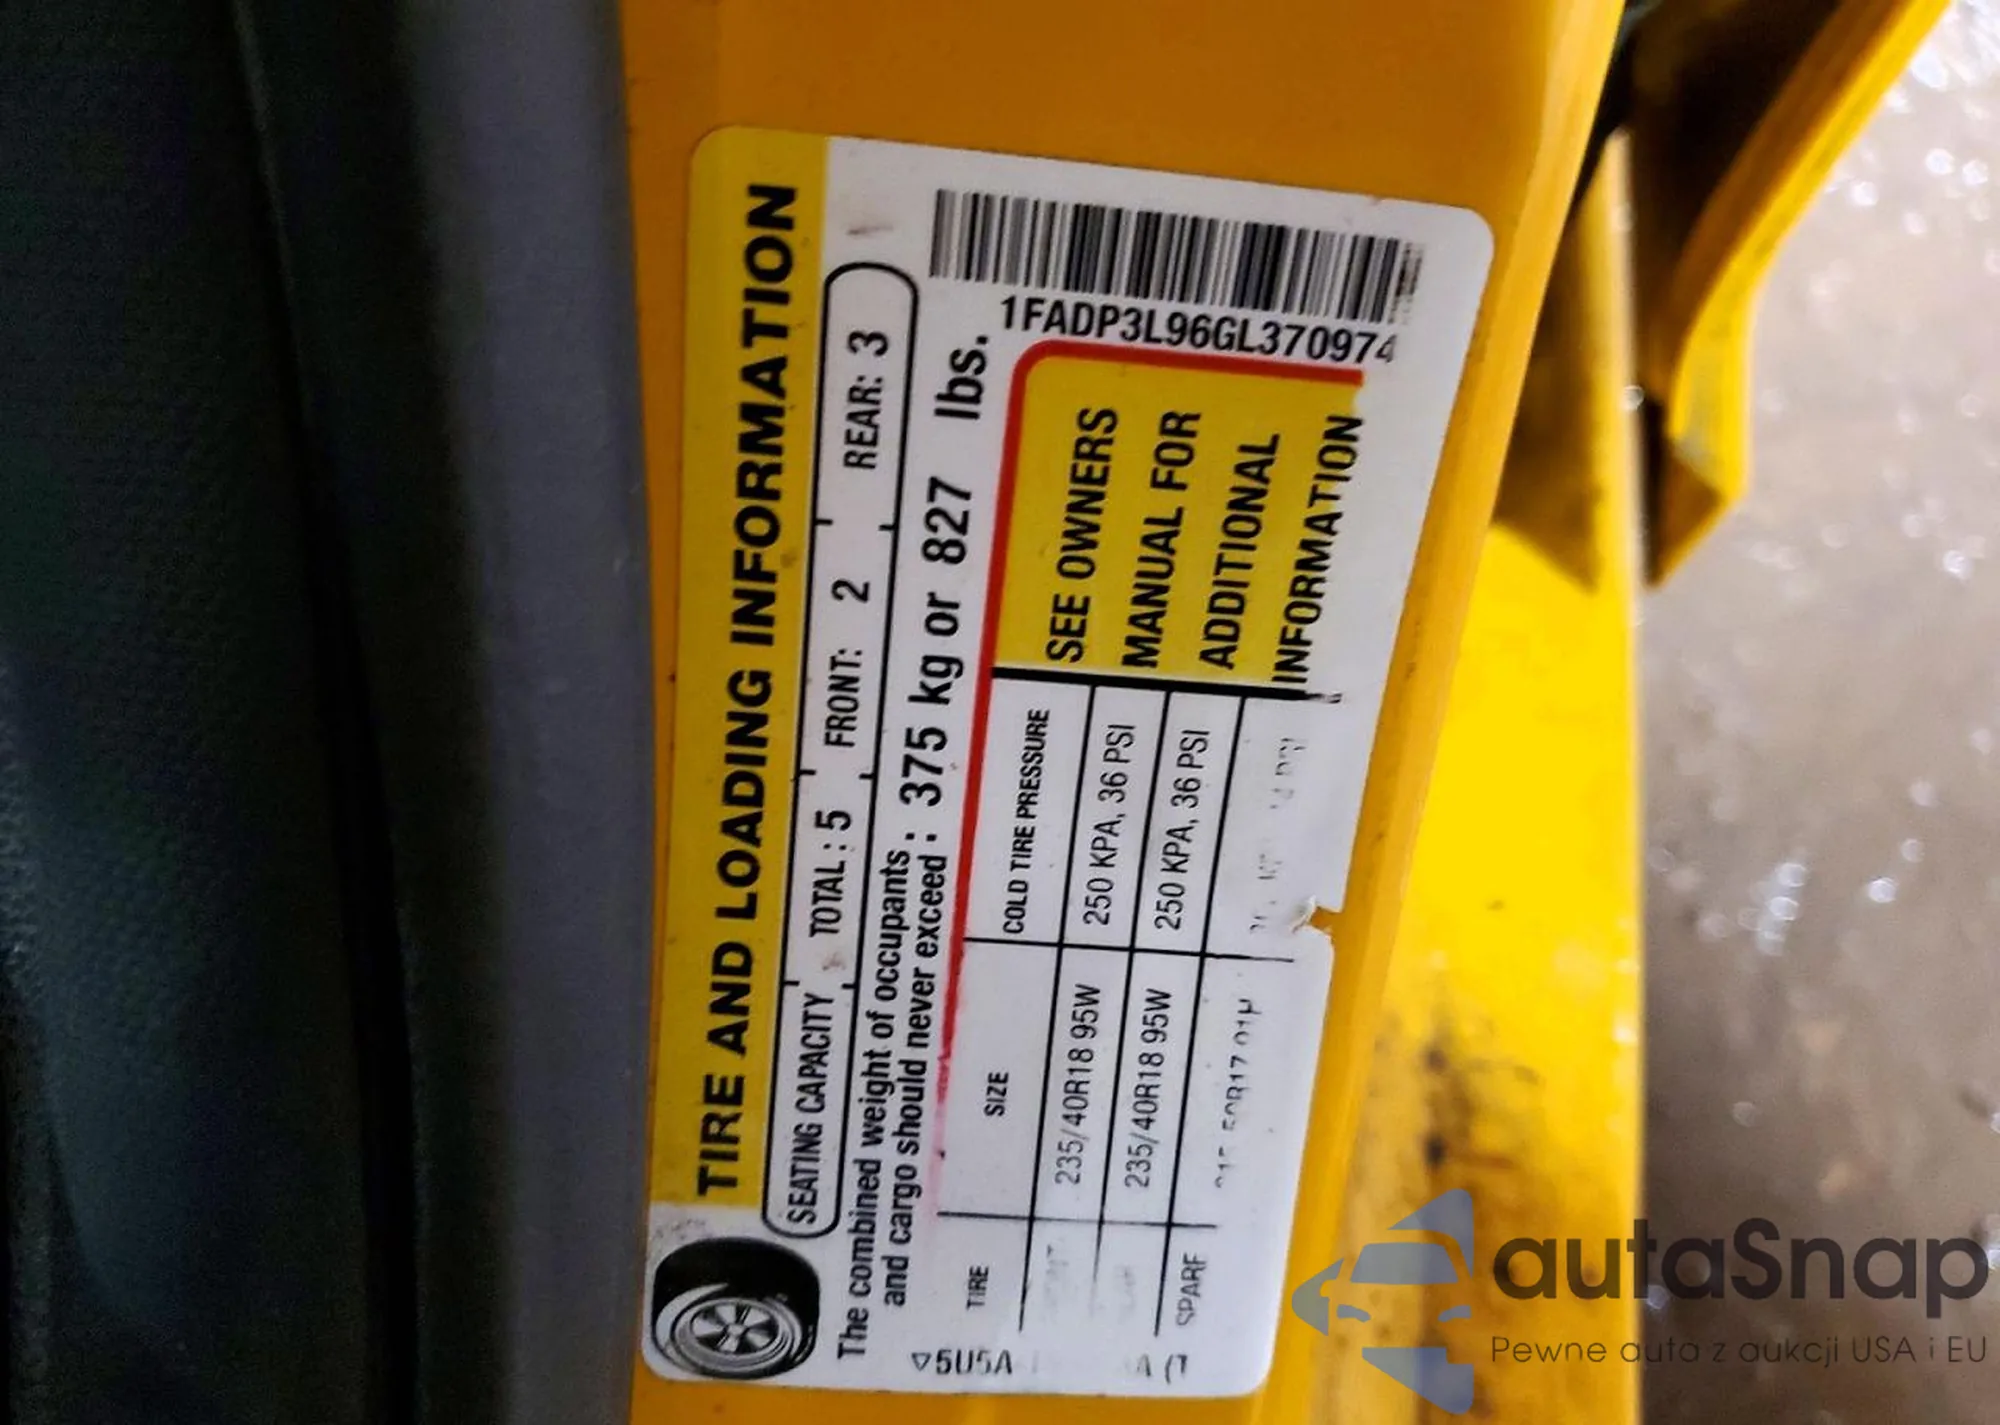 TIRE AND LOADING INFORMATION
SEATING CAPACITY TOTAL: 5 FRONT: 2 REAR: 3
The combined weight of occupants
and cargo should never exceed : 375 kg or 827 lbs.
1FADP3L96GL370974
TIRE SIZE COLD TIRE PRESSURE
235/40R18 95W 250 KPA, 36 PSI
235/40R18 95W 250 KPA, 36 PSI
SPARE
SEE OWNERS
MANUAL FOR
ADDITIONAL
INFORMATION
5U5A
autaSnap
Pewne auta z aukcji USA i EU